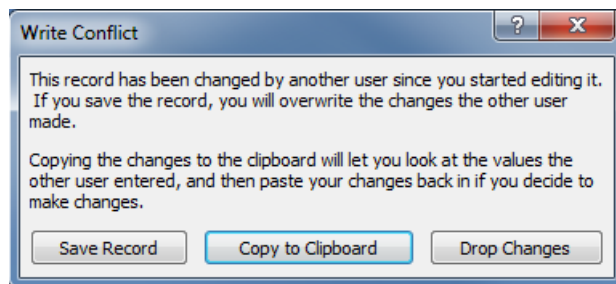 Write Conflict
?
X
This record has been changed by another user since you started editing it.
If you save the record, you will overwrite the changes the other user
made.
Copying the changes to the clipboard will let you look at the values the
other user entered, and then paste your changes back in if you decide to
make changes.
Save Record
Copy to Clipboard
Drop Changes